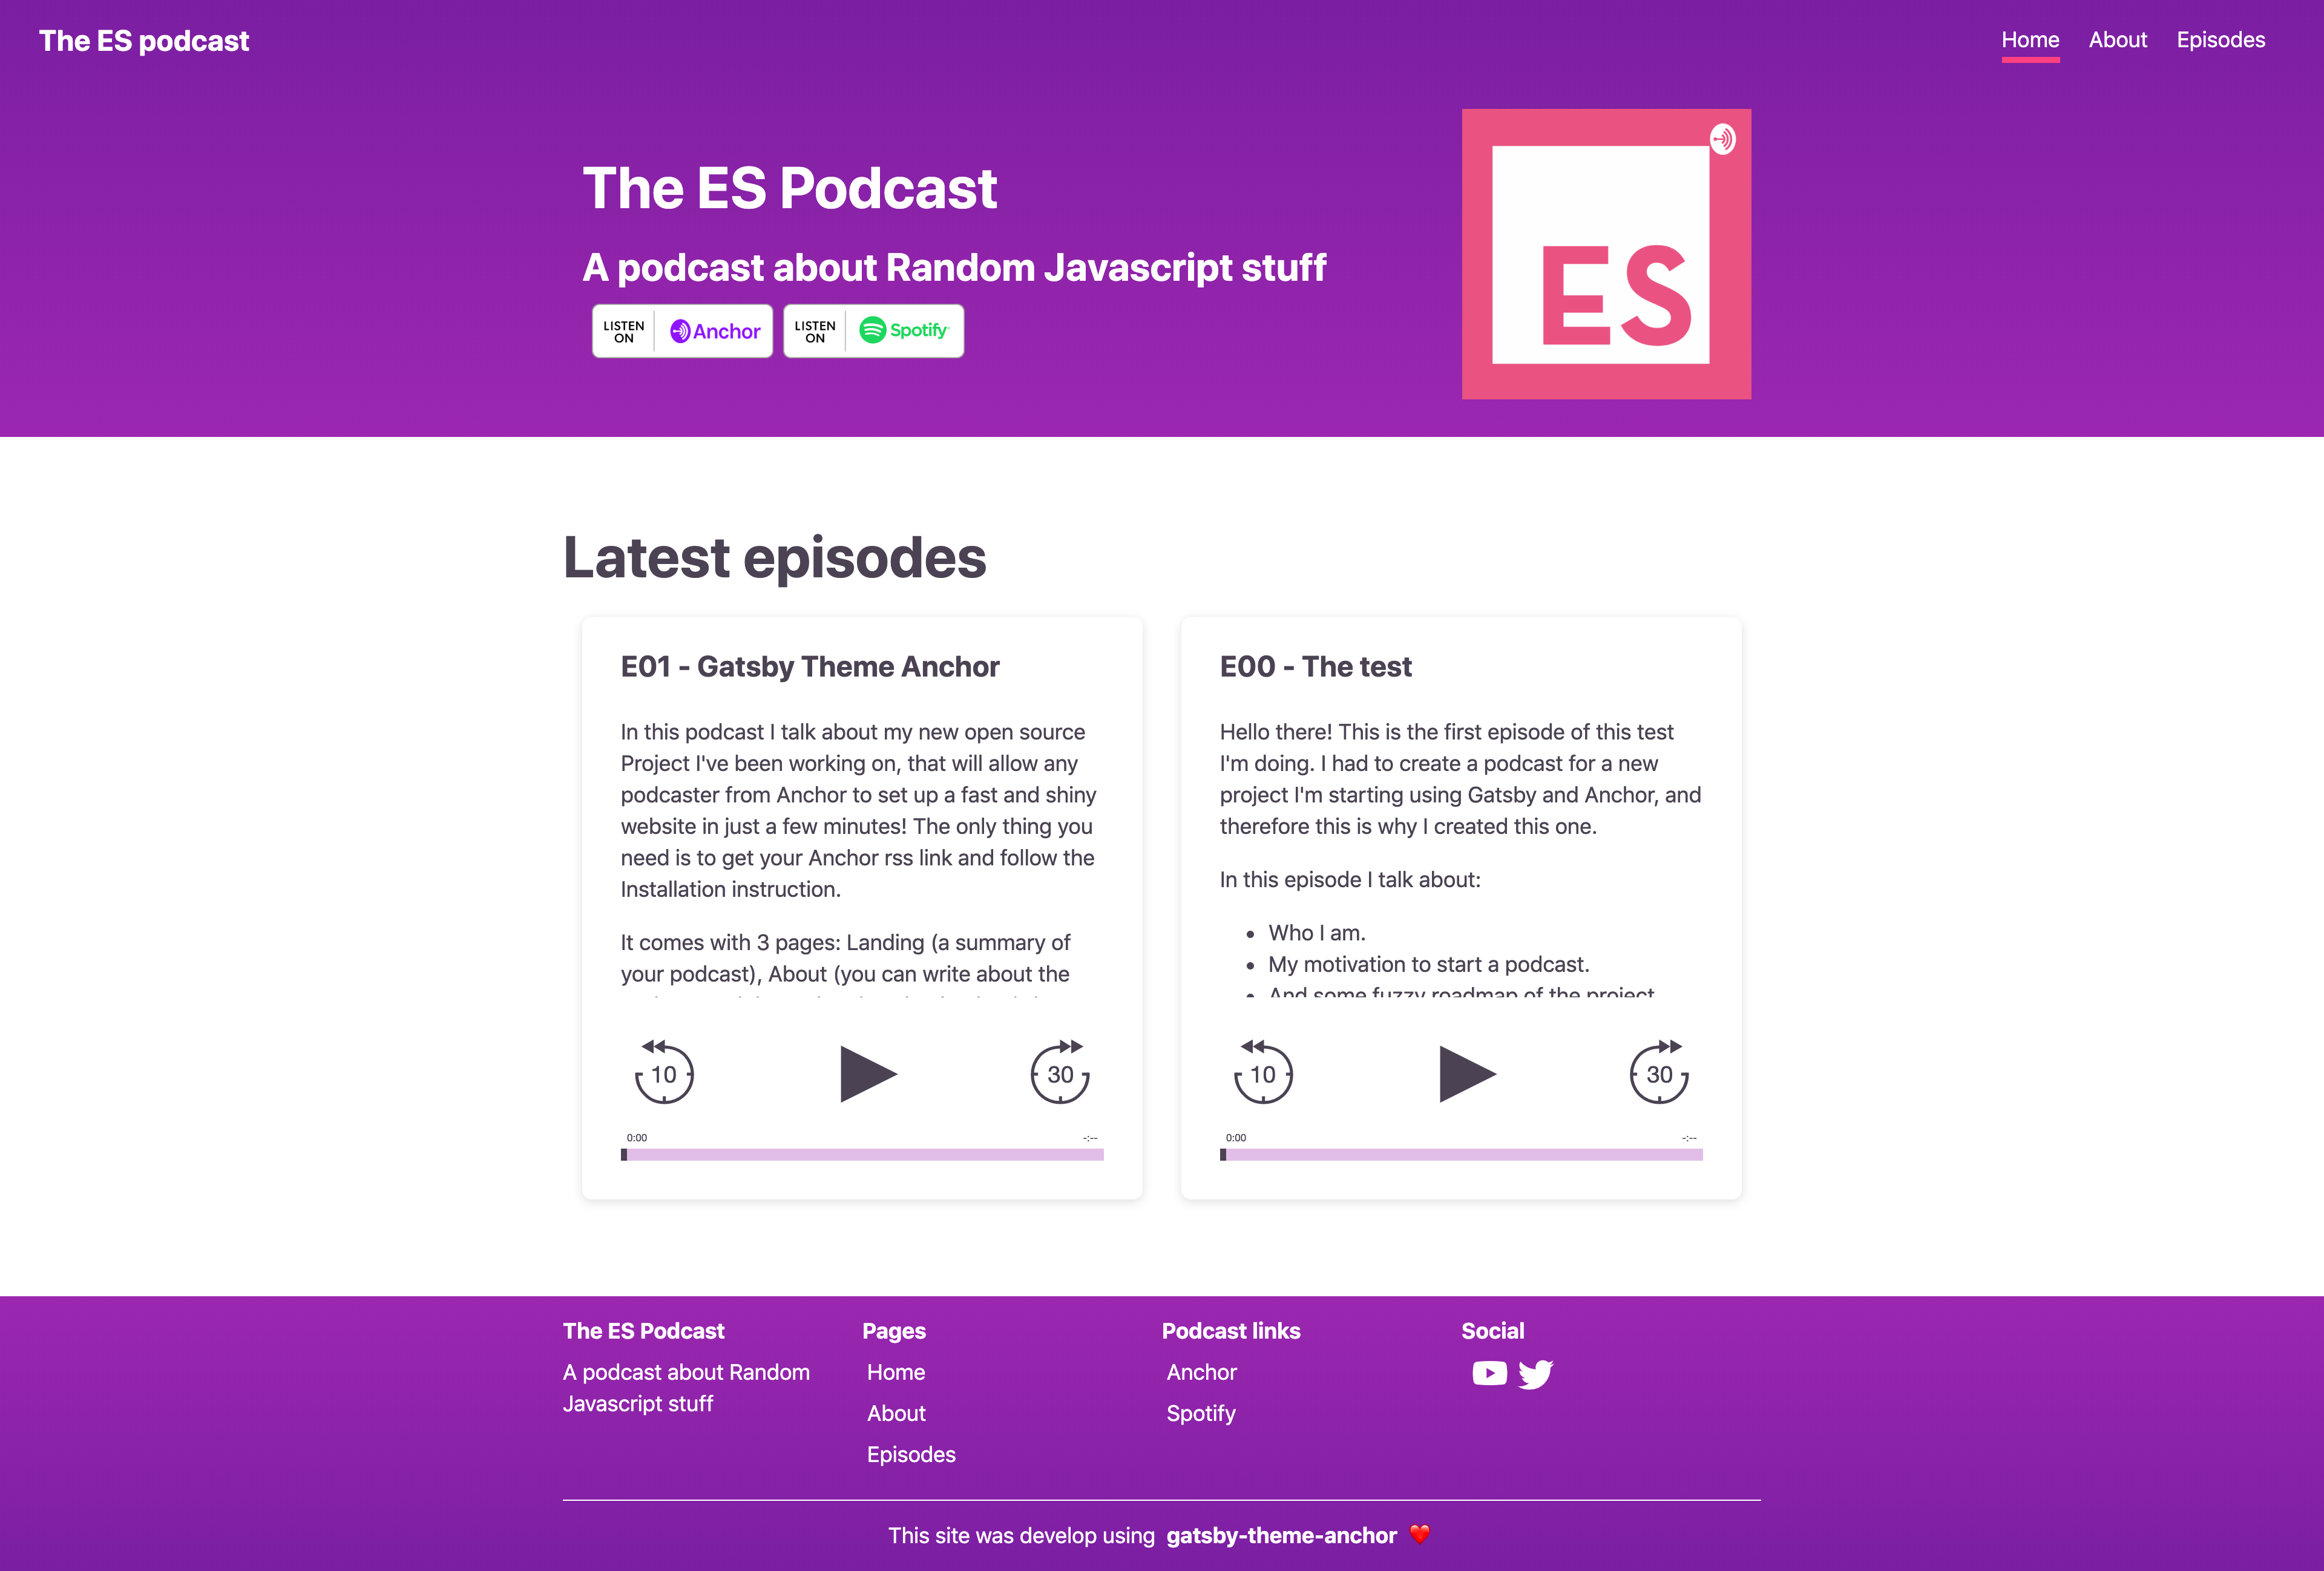 The ES podcast
Home About Episodes
The ES Podcast
A podcast about Random Javascript stuff
LISTEN ON Anchor
LISTEN ON Spotify
ES
Latest episodes
E01 - Gatsby Theme Anchor
In this podcast I talk about my new open source
Project I've been working on, that will allow any
podcaster from Anchor to set up a fast and shiny
website in just a few minutes! The only thing you
need is to get your Anchor rss link and follow the
Installation instruction.
It comes with 3 pages: Landing (a summary of
your podcast), About (you can write about the
10
30
0:00 -:--
E00 - The test
Hello there! This is the first episode of this test
I'm doing. I had to create a podcast for a new
project I'm starting using Gatsby and Anchor, and
therefore this is why I created this one.
In this episode I talk about:
• Who I am.
• My motivation to start a podcast.
• And some fuzzy roadmap of the project
10
30
0:00 -:--
The ES Podcast
A podcast about Random
Javascript stuff
Pages
Home
About
Episodes
Podcast links
Anchor
Spotify
Social
This site was develop using gatsby-theme-anchor ❤️